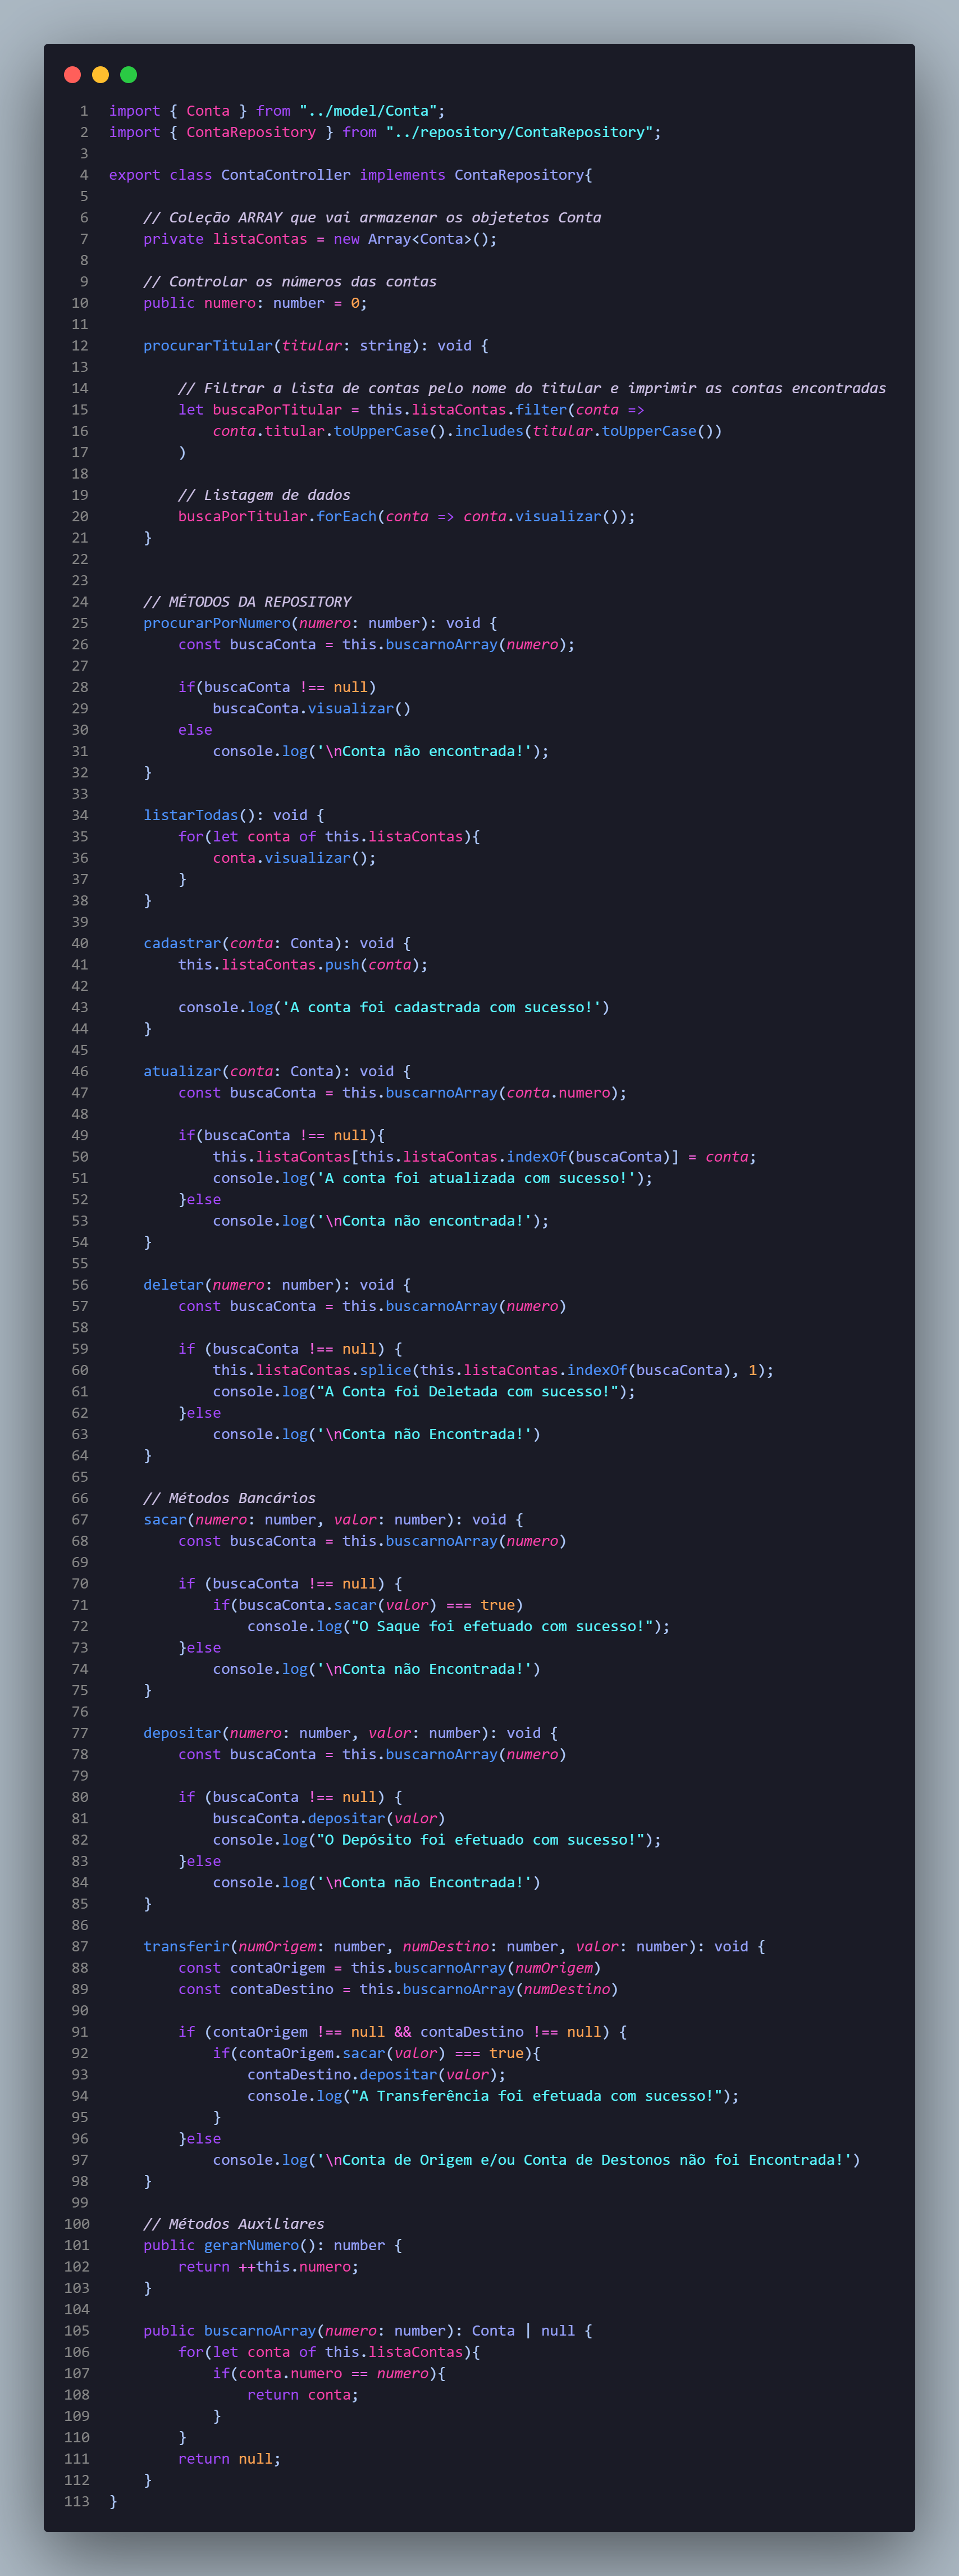 1 import { Conta } from "../model/Conta";
2 import { ContaRepository } from "../repository/ContaRepository";
3
4 export class ContaController implements ContaRepository{
5
6     // Coleção ARRAY que vai armazenar os objetetos Conta
7     private listaContas = new Array<Conta>();
8
9     // Controlar os números das contas
10     public numero: number = 0;
11
12     procurarTitular(titular: string): void {
13
14         // Filtrar a lista de contas pelo nome do titular e imprimir as contas encontradas
15         let buscaPorTitular = this.listaContas.filter(conta =>
16             conta.titular.toUpperCase().includes(titular.toUpperCase())
17         )
18
19         // Listagem de dados
20         buscaPorTitular.forEach(conta => conta.visualizar());
21     }
22
23
24     // MÉTODOS DA REPOSITORY
25     procurarPorNumero(numero: number): void {
26         const buscaConta = this.buscarnoArray(numero);
27
28         if(buscaConta !== null)
29             buscaConta.visualizar()
30         else
31             console.log('\nConta não encontrada!');
32     }
33
34     listarTodas(): void {
35         for(let conta of this.listaContas){
36             conta.visualizar();
37         }
38     }
39
40     cadastrar(conta: Conta): void {
41         this.listaContas.push(conta);
42
43         console.log('A conta foi cadastrada com sucesso!')
44     }
45
46     atualizar(conta: Conta): void {
47         const buscaConta = this.buscarnoArray(conta.numero);
48
49         if(buscaConta !== null){
50             this.listaContas[this.listaContas.indexOf(buscaConta)] = conta;
51             console.log('A conta foi atualizada com sucesso!');
52         }else
53             console.log('\nConta não encontrada!');
54     }
55
56     deletar(numero: number): void {
57         const buscaConta = this.buscarnoArray(numero)
58
59         if (buscaConta !== null) {
60             this.listaContas.splice(this.listaContas.indexOf(buscaConta), 1);
61             console.log("A Conta foi Deletada com sucesso!");
62         }else
63             console.log('\nConta não Encontrada!')
64     }
65
66     // Métodos Bancários
67     sacar(numero: number, valor: number): void {
68         const buscaConta = this.buscarnoArray(numero)
69
70         if (buscaConta !== null) {
71             if(buscaConta.sacar(valor) === true)
72                 console.log("O Saque foi efetuado com sucesso!");
73         }else
74             console.log('\nConta não Encontrada!')
75     }
76
77     depositar(numero: number, valor: number): void {
78         const buscaConta = this.buscarnoArray(numero)
79
80         if (buscaConta !== null) {
81             buscaConta.depositar(valor)
82             console.log("O Depósito foi efetuado com sucesso!");
83         }else
84             console.log('\nConta não Encontrada!')
85     }
86
87     transferir(numOrigem: number, numDestino: number, valor: number): void {
88         const contaOrigem = this.buscarnoArray(numOrigem)
89         const contaDestino = this.buscarnoArray(numDestino)
90
91         if (contaOrigem !== null && contaDestino !== null) {
92             if(contaOrigem.sacar(valor) === true){
93                 contaDestino.depositar(valor);
94                 console.log("A Transferência foi efetuada com sucesso!");
95             }
96         }else
97             console.log('\nConta de Origem e/ou Conta de Destonos não foi Encontrada!')
98     }
99
100     // Métodos Auxiliares
101     public gerarNumero(): number {
102         return ++this.numero;
103     }
104
105     public buscarnoArray(numero: number): Conta | null {
106         for(let conta of this.listaContas){
107             if(conta.numero == numero){
108                 return conta;
109             }
110         }
111         return null;
112     }
113 }